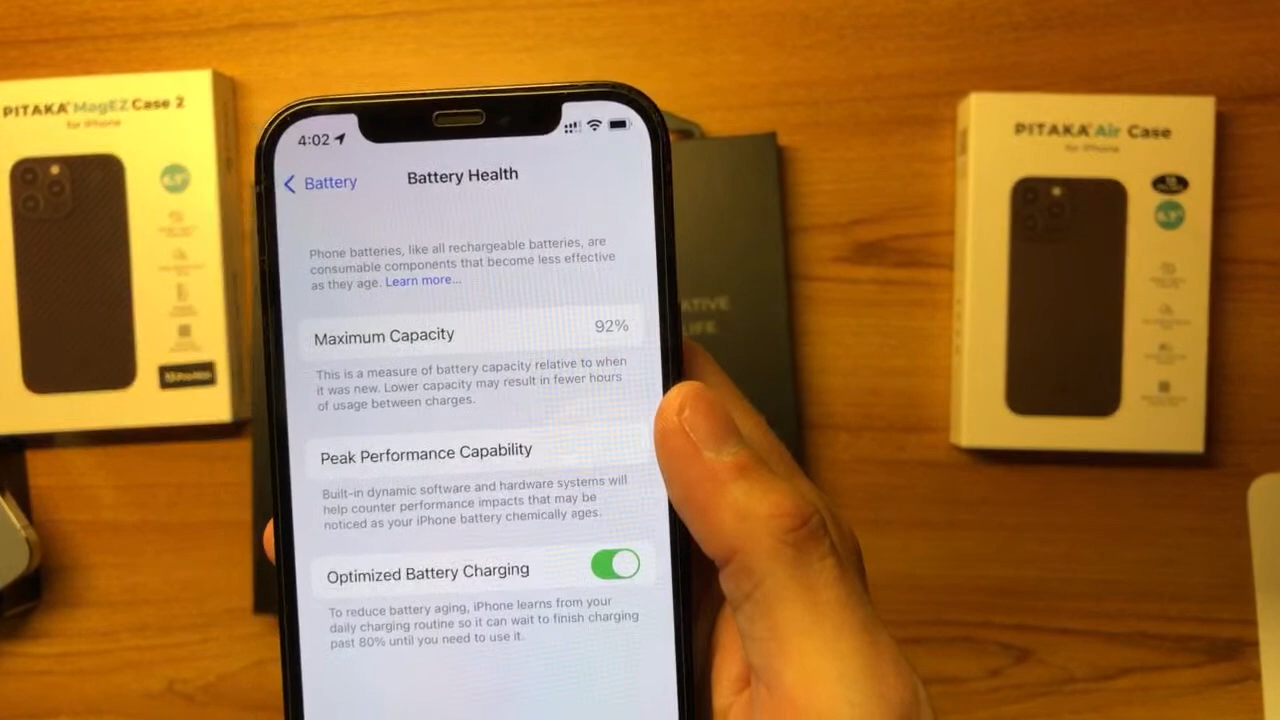 PITAKA MagEZ Case 2
for iPhone
6.7"
4:02
Battery
Battery Health
Phone batteries, like all rechargeable batteries, are
consumable components that become less effective
as they age. Learn more...
Maximum Capacity 92%
This is a measure of battery capacity relative to when
it was new. Lower capacity may result in fewer hours
of usage between charges.
Peak Performance Capability
Built-in dynamic software and hardware systems will
help counter performance impacts that may be
noticed as your iPhone battery chemically ages.
Optimized Battery Charging
To reduce battery aging, iPhone learns from your
daily charging routine so it can wait to finish charging
past 80% until you need to use it.
ATIVE
LIFE
PITAKA Air Case
for iPhone